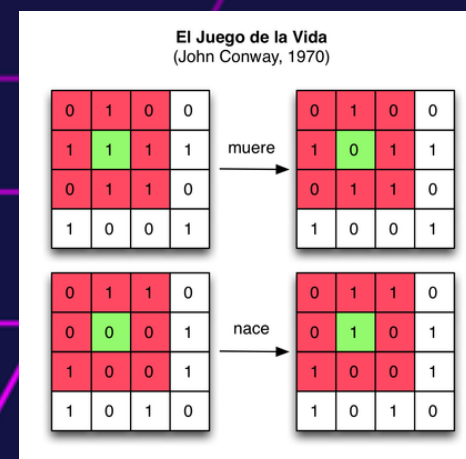 El Juego de la Vida
(John Conway, 1970)
0 1 0 0
1 1 1 1
0 1 1 0
1 0 0 1
muere
0 1 0 0
1 0 1 1
0 1 1 0
1 0 0 1
0 1 1 0
0 0 0 1
1 0 0 1
1 0 1 0
nace
0 1 1 0
0 1 0 1
1 0 0 1
1 0 1 0